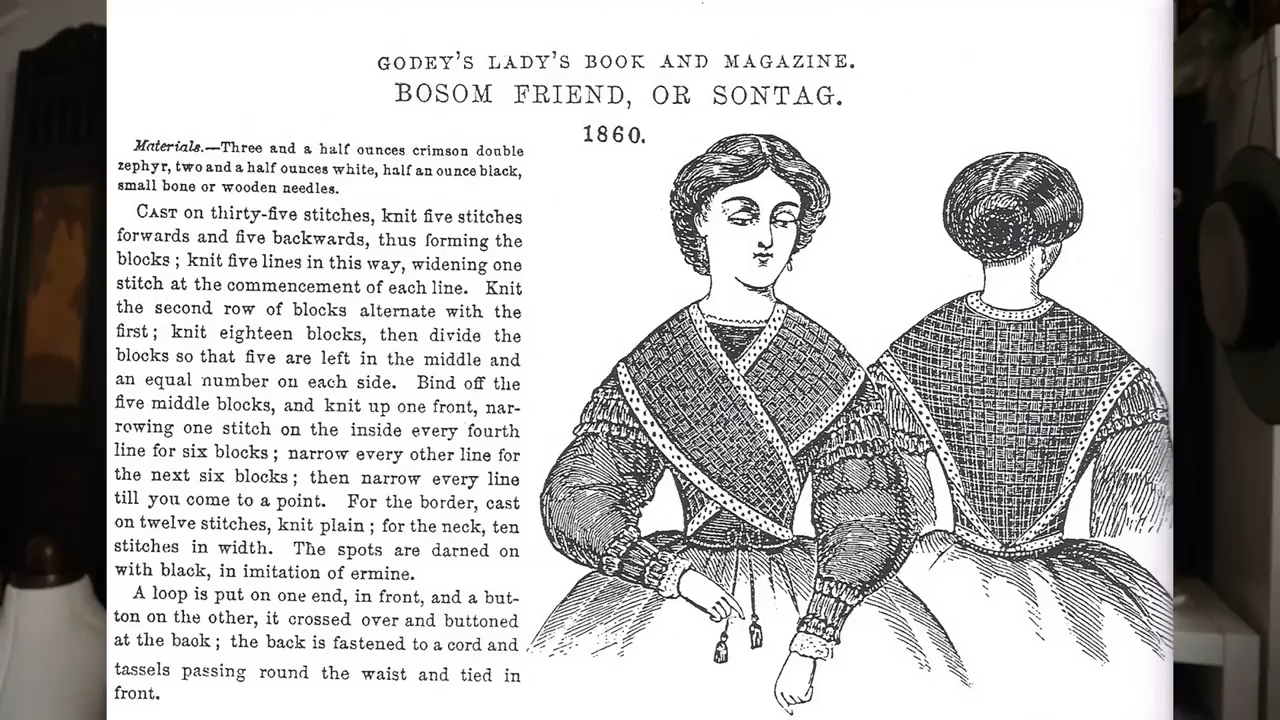 GODEY'S LADY'S BOOK AND MAGAZINE.
BOSOM FRIEND, OR SONTAG.
1860.
Materials.—Three and a half ounces crimson double
zephyr, two and a half ounces white, half an ounce black,
small bone or wooden needles.
CAST on thirty-five stitches, knit five stitches
forwards and five backwards, thus forming the
blocks; knit five lines in this way, widening one
stitch at the commencement of each line. Knit
the second row of blocks alternate with the
first; knit eighteen blocks, then divide the
blocks so that five are left in the middle and
an equal number on each side. Bind off the
five middle blocks, and knit up one front, nar-
rowing one stitch on the inside every fourth
line for six blocks; narrow every other line for
the next six blocks; then narrow every line
till you come to a point. For the border, cast
on twelve stitches, knit plain; for the neck, ten
stitches in width. The spots are darned on
with black, in imitation of ermine.
A loop is put on one end, in front, and a but-
ton on the other, it crossed over and buttoned
at the back; the back is fastened to a cord and
tassels passing round the waist and tied in
front.